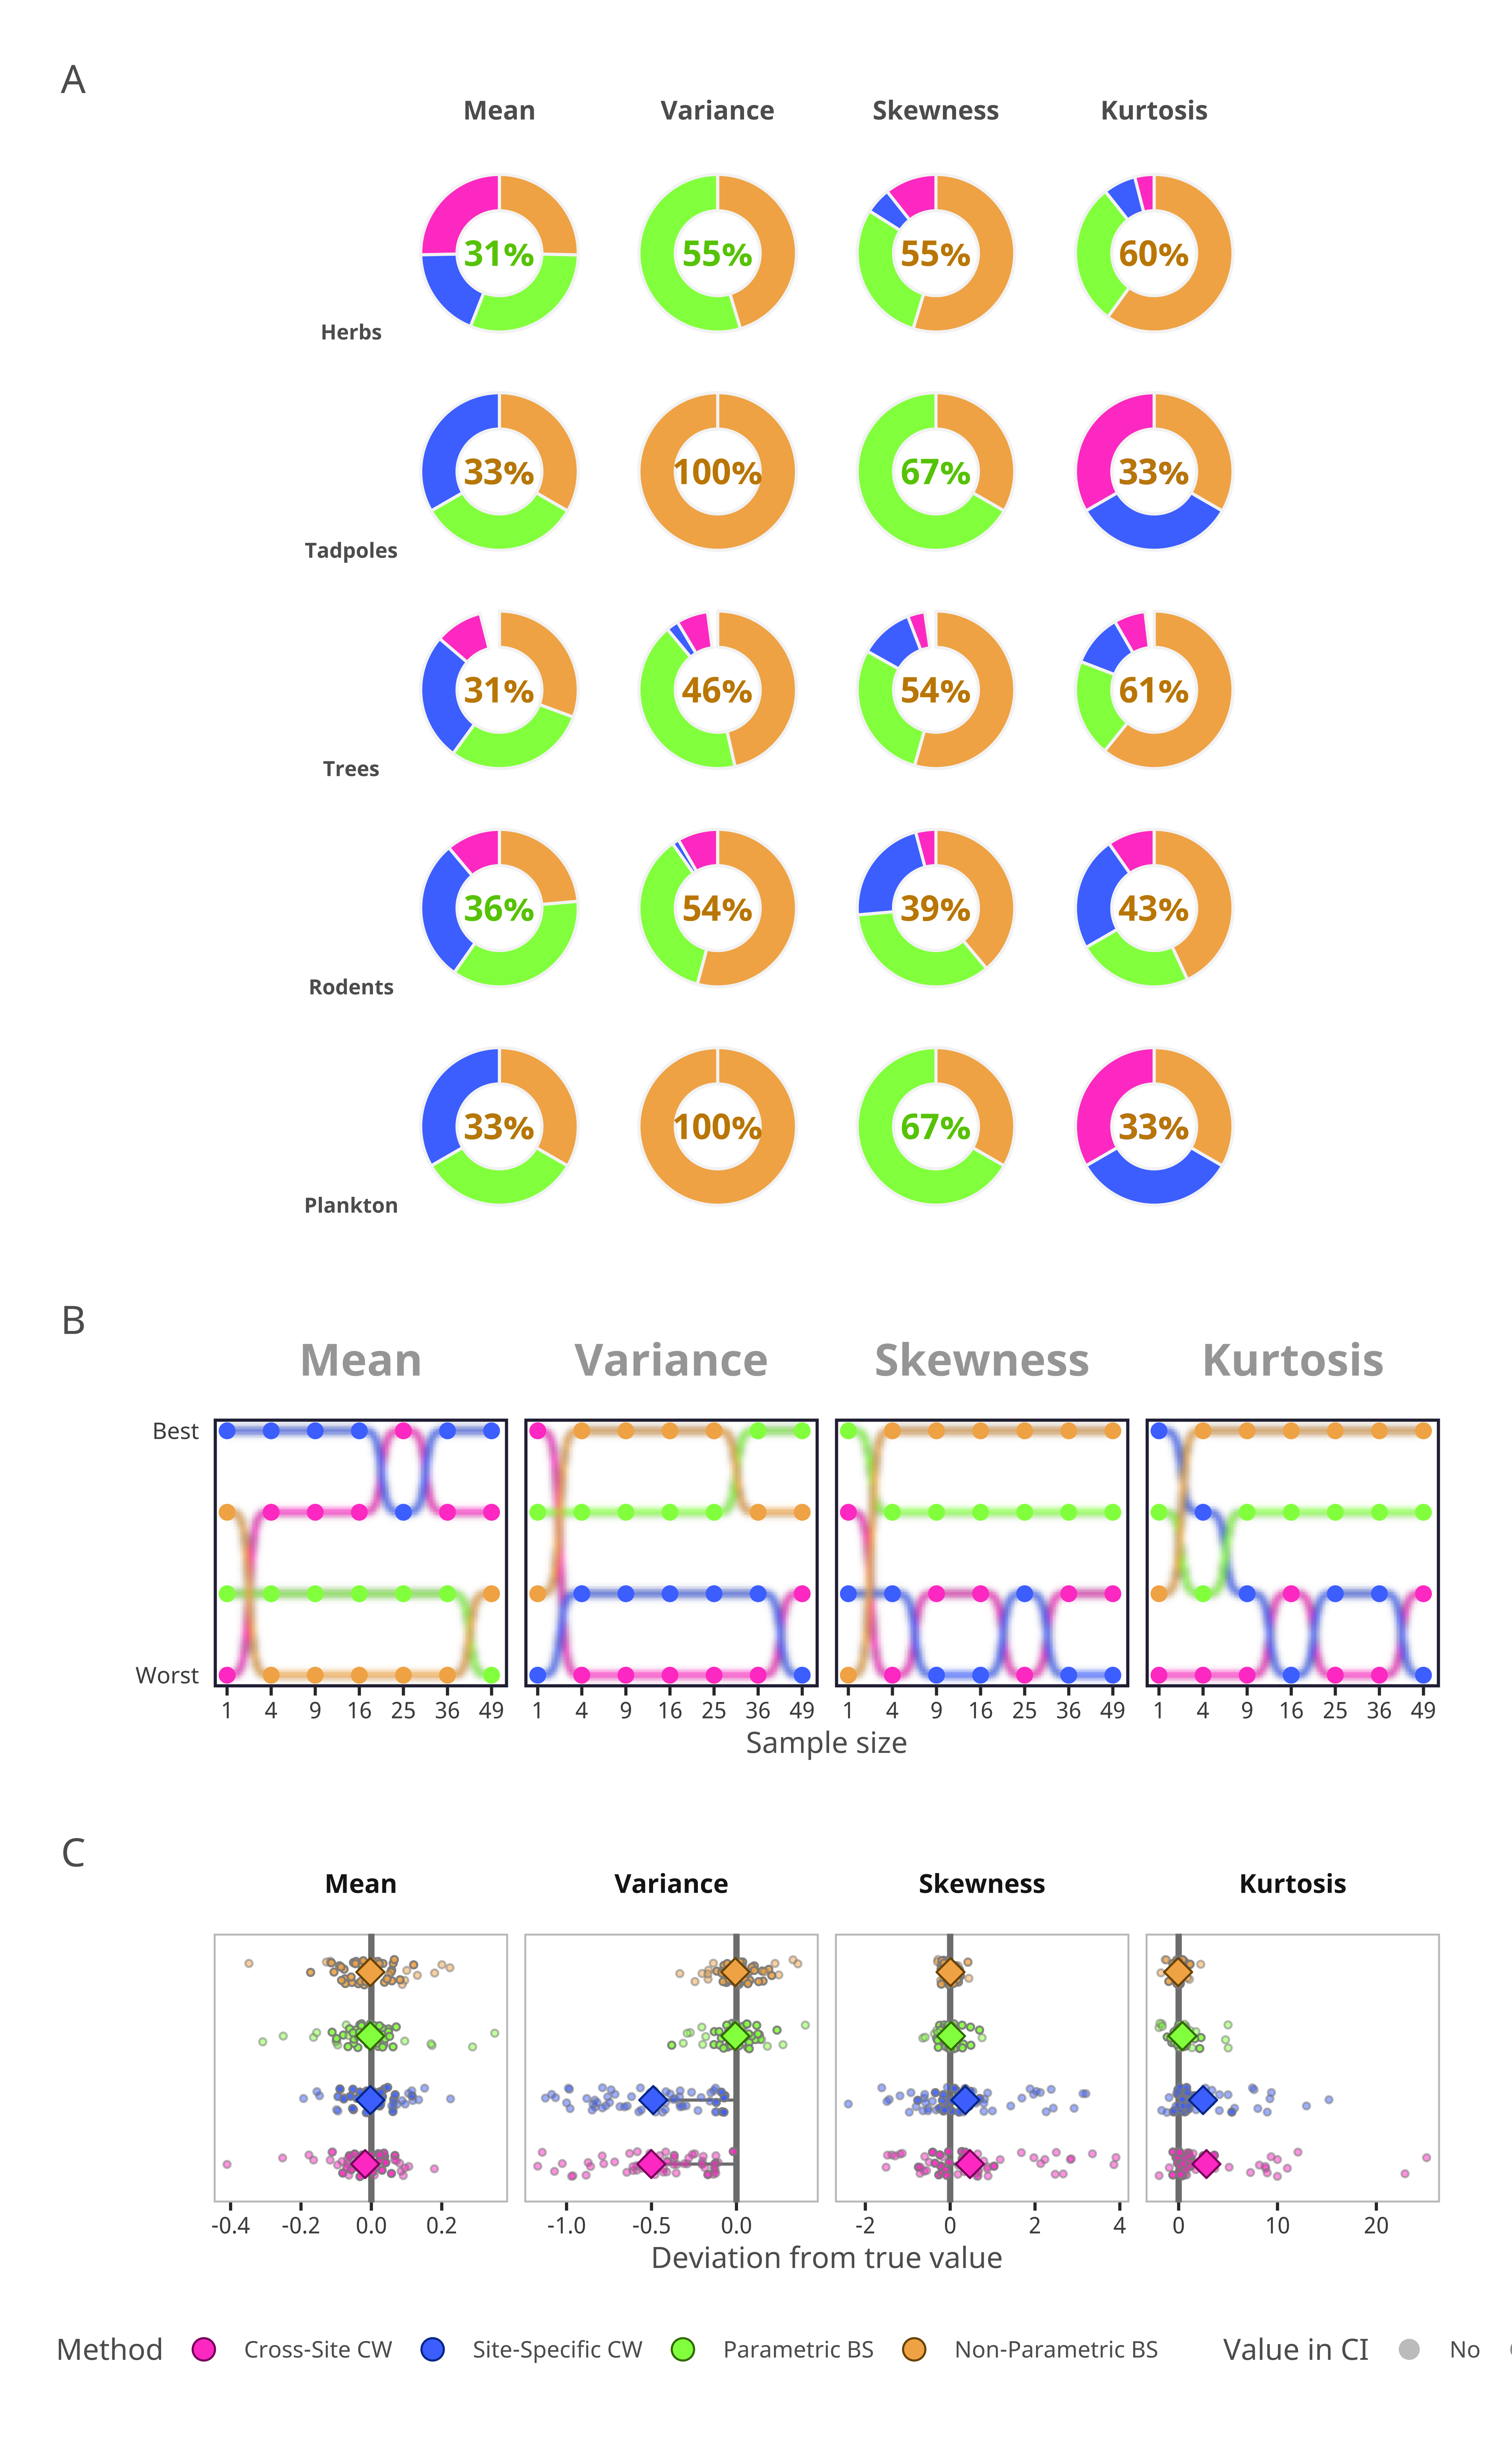 A
Mean Variance Skewness Kurtosis
31% 55% 55% 60%
Herbs
33% 100% 67% 33%
Tadpoles
31% 46% 54% 61%
Trees
36% 54% 39% 43%
Rodents
33% 100% 67% 33%
Plankton
B
Mean Variance Skewness Kurtosis
Best
Worst
1 4 9 16 25 36 49 1 4 9 16 25 36 49 1 4 9 16 25 36 49 1 4 9 16 25 36 49
Sample size
C
Mean Variance Skewness Kurtosis
-0.4 -0.2 0.0 0.2 -1.0 -0.5 0.0 -2 0 2 4 0 10 20
Deviation from true value
Method Cross-Site CW Site-Specific CW Parametric BS Non-Parametric BS Value in CI No